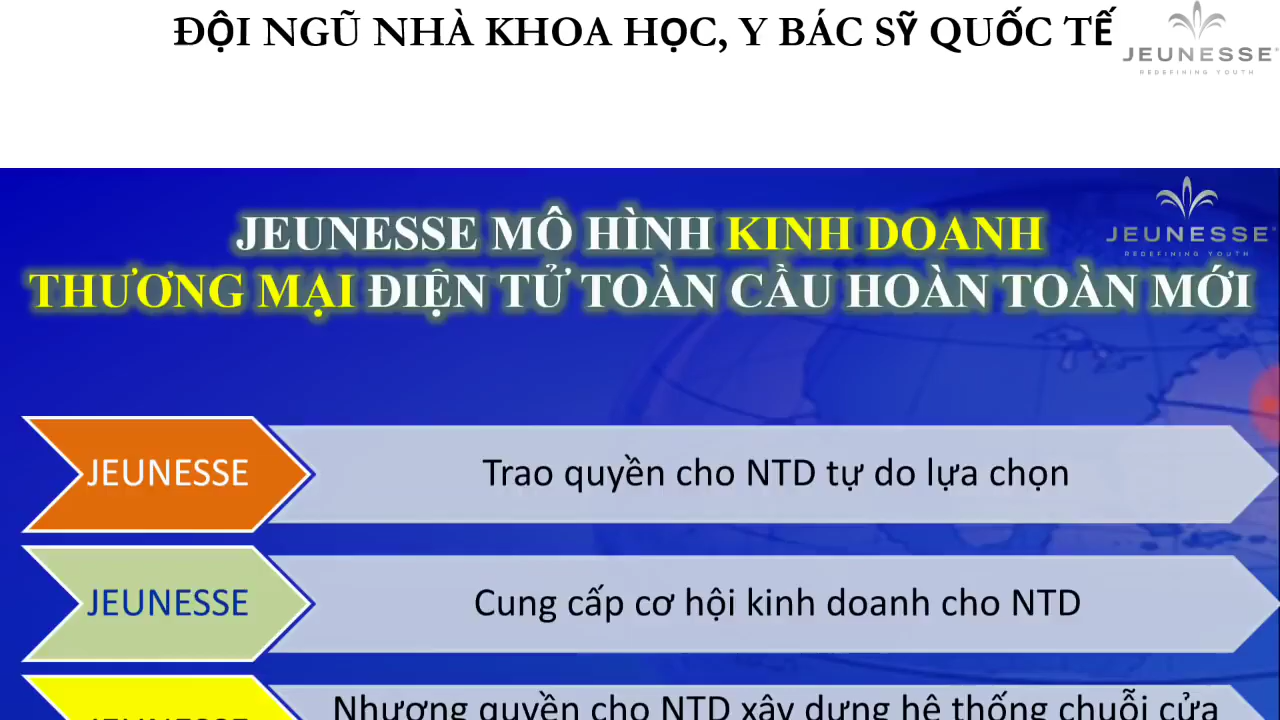 ĐỘI NGŨ NHÀ KHOA HỌC, Y BÁC SỸ QUỐC TẾ
JEUNESSE®
REDEFINING YOUTH
JEUNESSE®
REDEFINING YOUTH
JEUNESSE MÔ HÌNH KINH DOANH
THƯƠNG MẠI ĐIỆN TỬ TOÀN CẦU HOÀN TOÀN MỚI
JEUNESSE
Trao quyền cho NTD tự do lựa chọn
JEUNESSE
Cung cấp cơ hội kinh doanh cho NTD
JEUNESSE
Nhượng quyền cho NTD xây dựng hệ thống chuỗi cửa